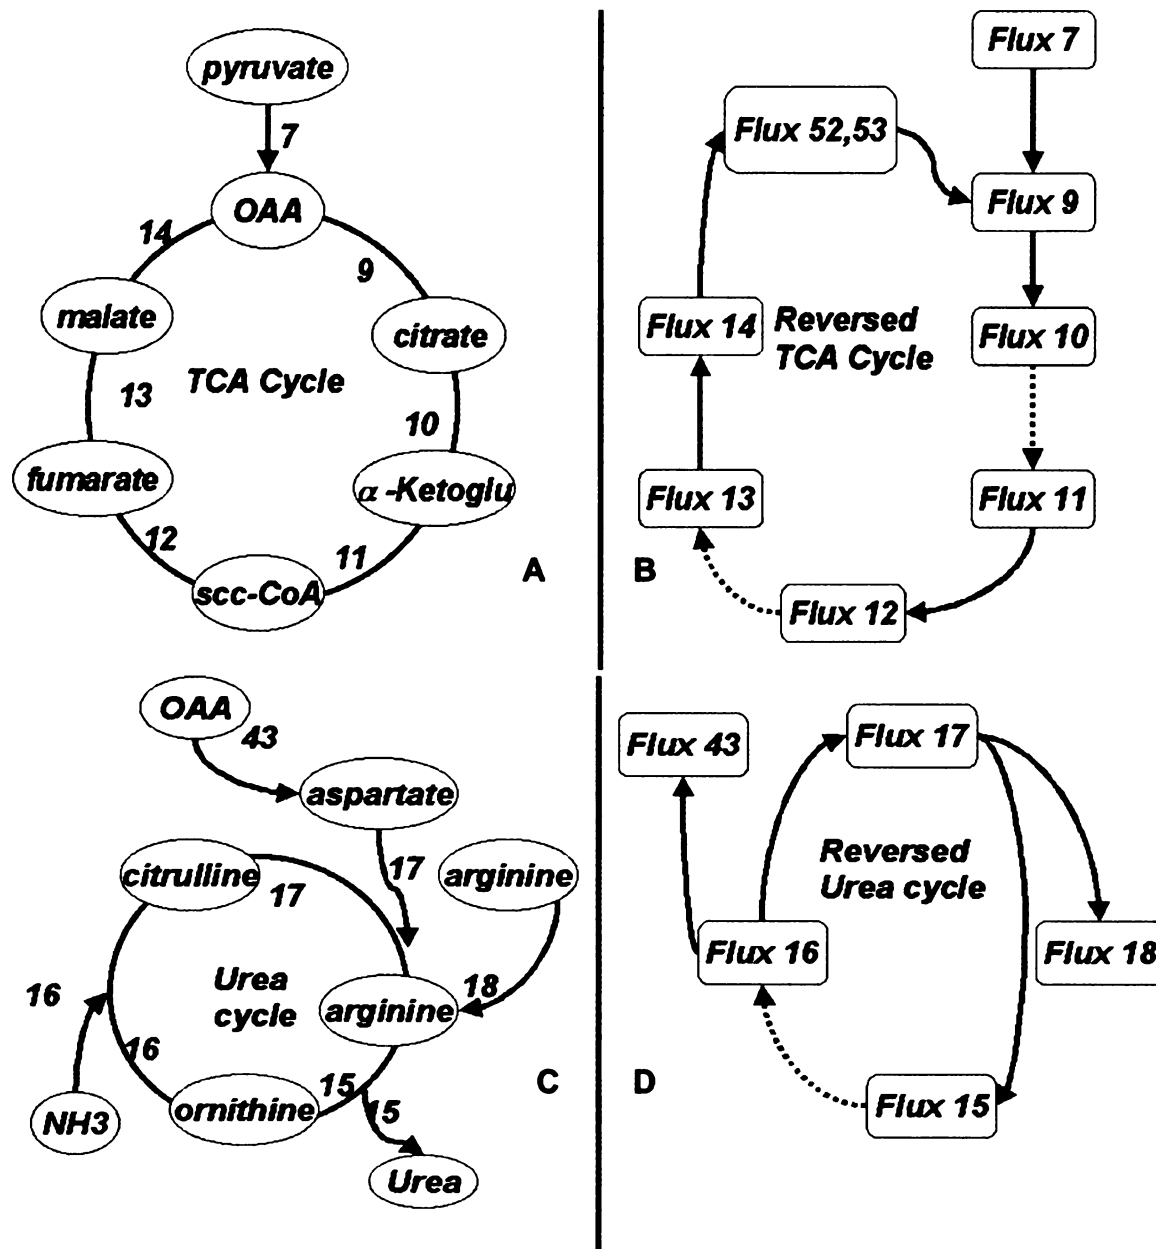 pyruvate
7
OAA
14
9
malate
citrate
TCA Cycle
13
10
fumarate
α -Ketoglu
12
11
scc-CoA
A
Flux 7
Flux 52,53
Flux 9
Flux 14
Reversed
TCA Cycle
Flux 10
Flux 13
Flux 11
B
Flux 12
OAA
43
aspartate
citrulline
17
17
arginine
Urea
cycle
16
18
arginine
16
15
C
NH3
ornithine
15
Urea
Flux 43
Flux 17
Reversed
Urea cycle
Flux 16
Flux 18
D
Flux 15